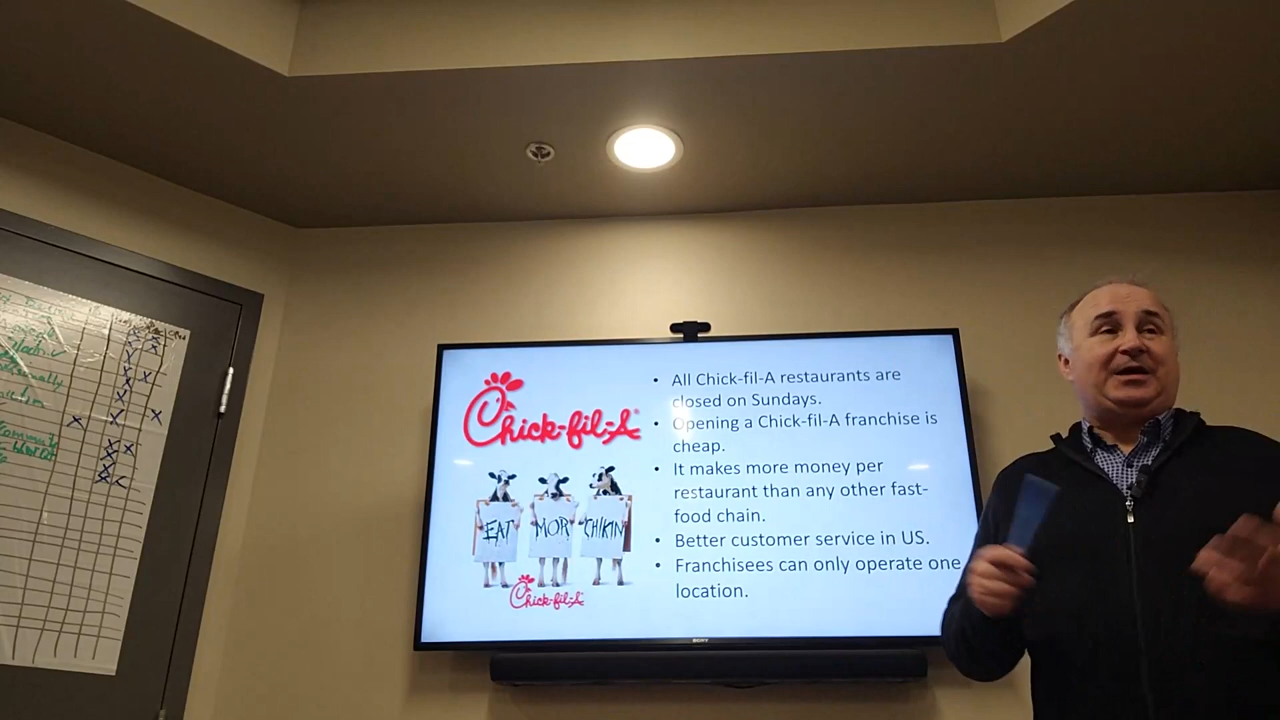 Chick-fil-A
EAT MOR CHIKIN
Chick-fil-A
• All Chick-fil-A restaurants are
closed on Sundays.
• Opening a Chick-fil-A franchise is
cheap.
• It makes more money per
restaurant than any other fast-
food chain.
• Better customer service in US.
• Franchisees can only operate one
location.
SONY